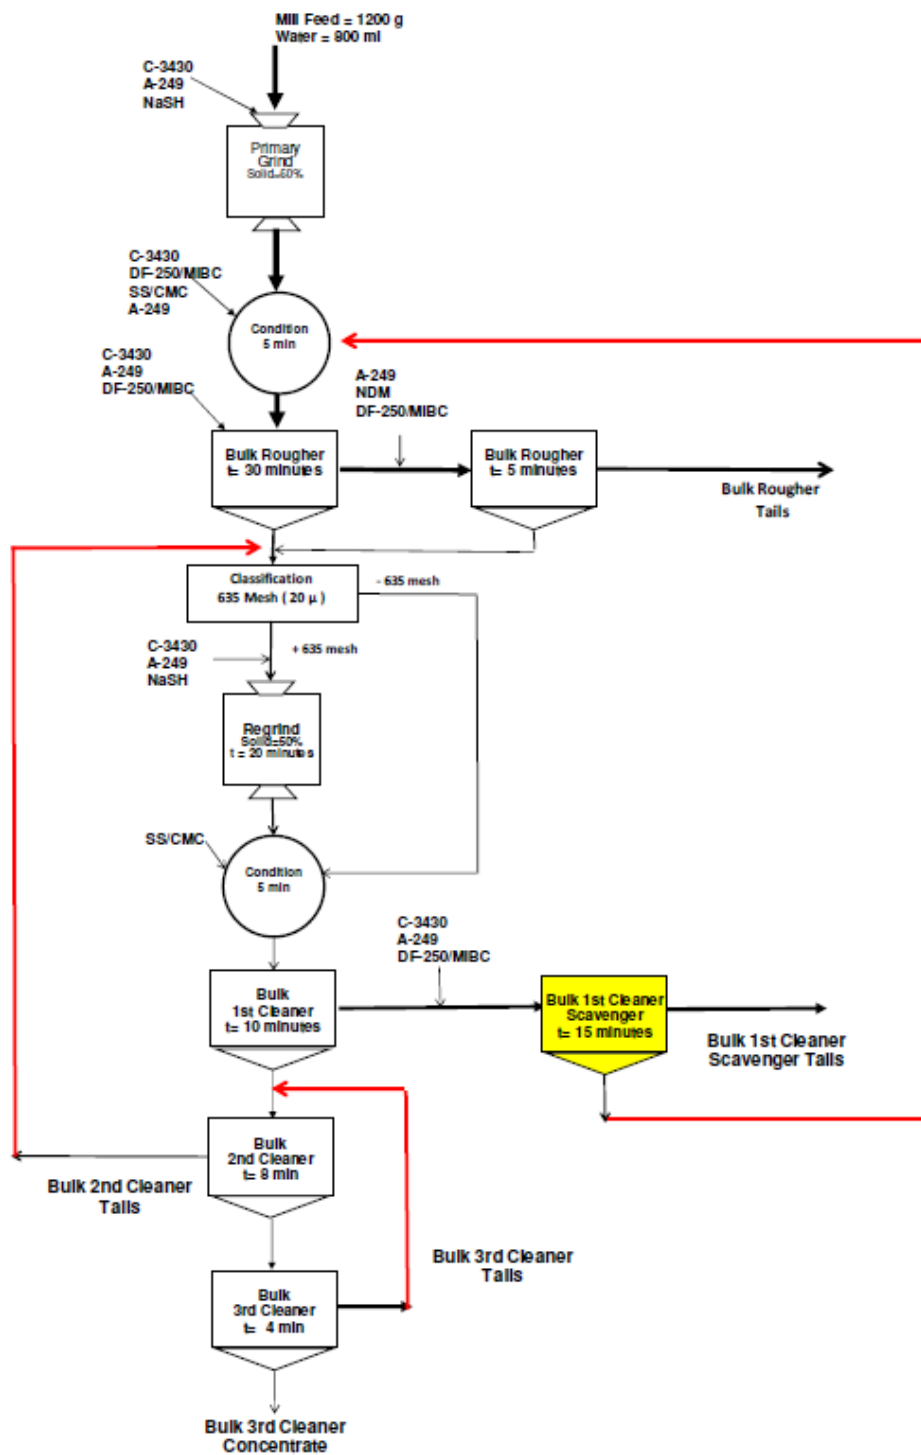 Mill Feed = 1200 g
Water = 800 ml
C-3430
A-249
NaSH
Primary
Grind
Solid=60%
C-3430
DF-250/MIBC
SS/CMC
A-249
Condition
5 min
C-3430
A-249
DF-250/MIBC
A-249
NDM
DF-250/MIBC
Bulk Rougher
t= 30 minutes
Bulk Rougher
t= 5 minutes
Bulk Rougher
Tails
Classification
635 Mesh ( 20 µ )
- 635 mesh
+ 635 mesh
C-3430
A-249
NaSH
Regrind
Solid=50%
t = 20 minutes
SS/CMC
Condition
5 min
C-3430
A-249
DF-250/MIBC
Bulk
1st Cleaner
t= 10 minutes
Bulk 1st Cleaner
Scavenger
t= 15 minutes
Bulk 1st Cleaner
Scavenger Tails
Bulk
2nd Cleaner
t= 8 min
Bulk 2nd Cleaner
Tails
Bulk 3rd Cleaner
Tails
Bulk
3rd Cleaner
t= 4 min
Bulk 3rd Cleaner
Concentrate